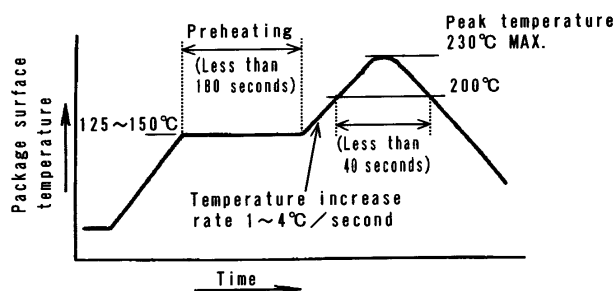 Preheating
(Less than
180 seconds)
Peak temperature
230℃ MAX.
200℃
125~150℃
(Less than
40 seconds)
Temperature increase
rate 1~4℃/second
Package surface
temperature
Time